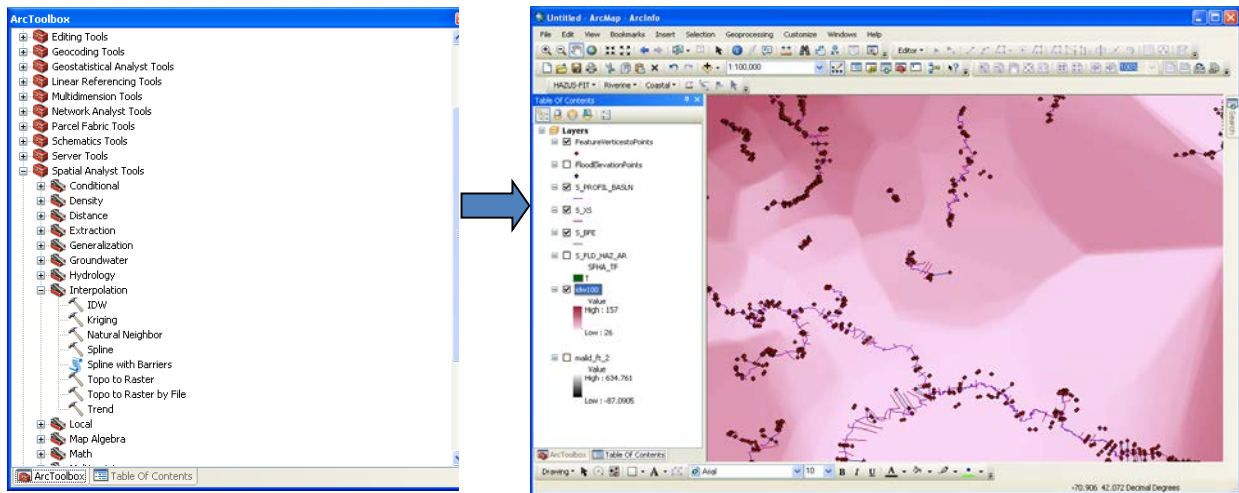 ArcToolbox
Editing Tools
Geocoding Tools
Geostatistical Analyst Tools
Linear Referencing Tools
Multidimension Tools
Network Analyst Tools
Parcel Fabric Tools
Schematics Tools
Server Tools
Spatial Analyst Tools
Conditional
Density
Distance
Extraction
Generalization
Groundwater
Hydrology
Interpolation
IDW
Kriging
Natural Neighbor
Spline
Spline with Barriers
Topo to Raster
Topo to Raster by File
Trend
Local
Map Algebra
Math
ArcToolbox Table Of Contents
Untitled - ArcMap - ArcInfo
File Edit View Bookmarks Insert Selection Geoprocessing Customize Windows Help
Editor
1:100,000
100%
HAZUS-FIT Riverine Coastal
Table Of Contents
Layers
FeatureVerticestoPoints
FloodElevationPoints
S_PROFIL_BASLN
S_XS
S_BFE
S_FLD_HAZ_AR
SFHA_TF
T
idw100
Value
High : 157
Low : 26
Value
High : 634.761
Low : -87.0905
Search
ArcToolbox Table Of Contents
Drawing A Arial 10 B I U A
-70.906 42.072 Decimal Degrees